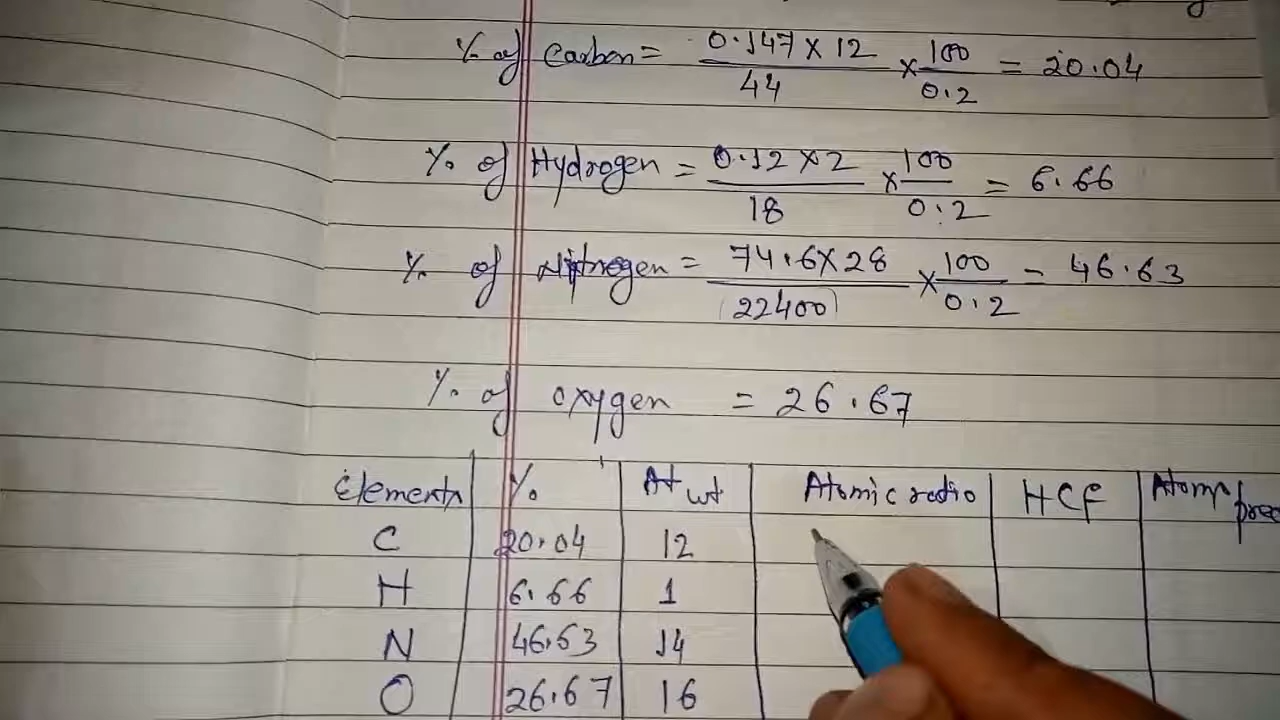 % of Carbon = 0.147 × 12 / 44 × 100 / 0.2 = 20.04
% of Hydrogen = 0.12 × 2 / 18 × 100 / 0.2 = 6.66
% of Nitrogen = 74.6 × 28 / 22400 × 100 / 0.2 = 46.63
% of oxygen = 26.67
Elements % At wt Atomic ratio HCF Atom
C 20.04 12
H 6.66 1
N 46.63 14
O 26.67 16